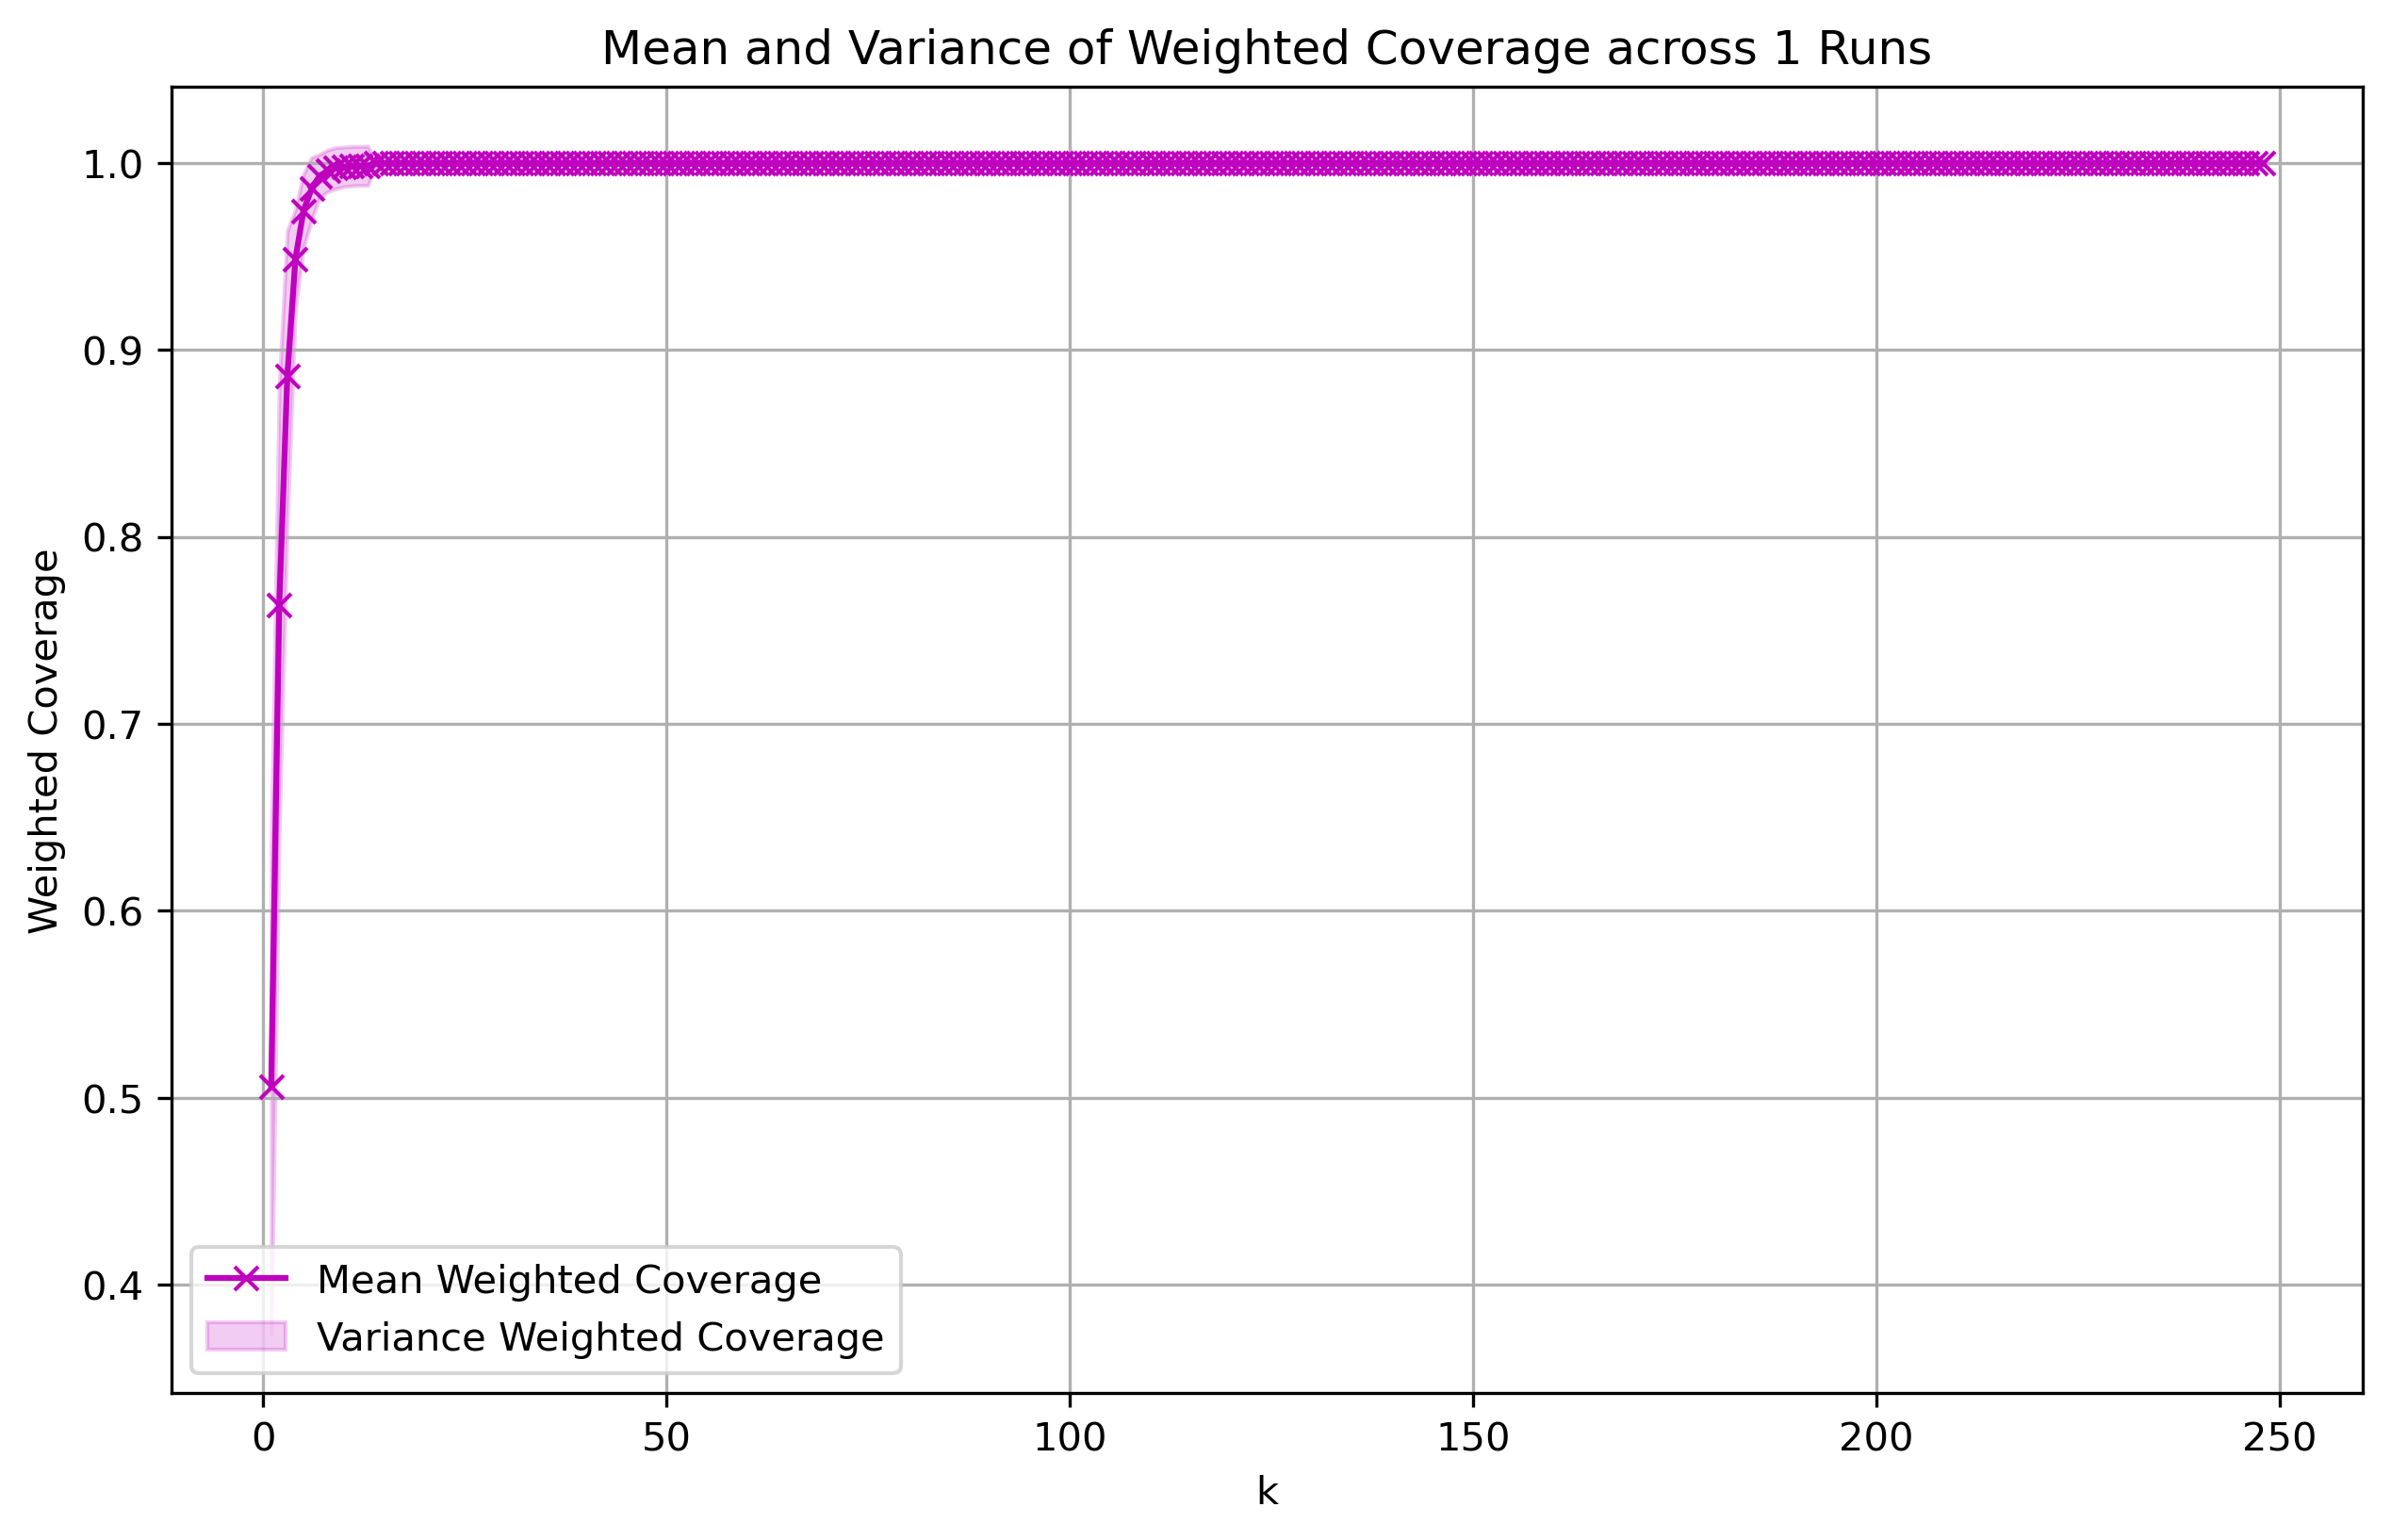 Mean and Variance of Weighted Coverage across 1 Runs
Weighted Coverage
1.0
0.9
0.8
0.7
0.6
0.5
0.4
Mean Weighted Coverage
Variance Weighted Coverage
0 50 100 150 200 250
k